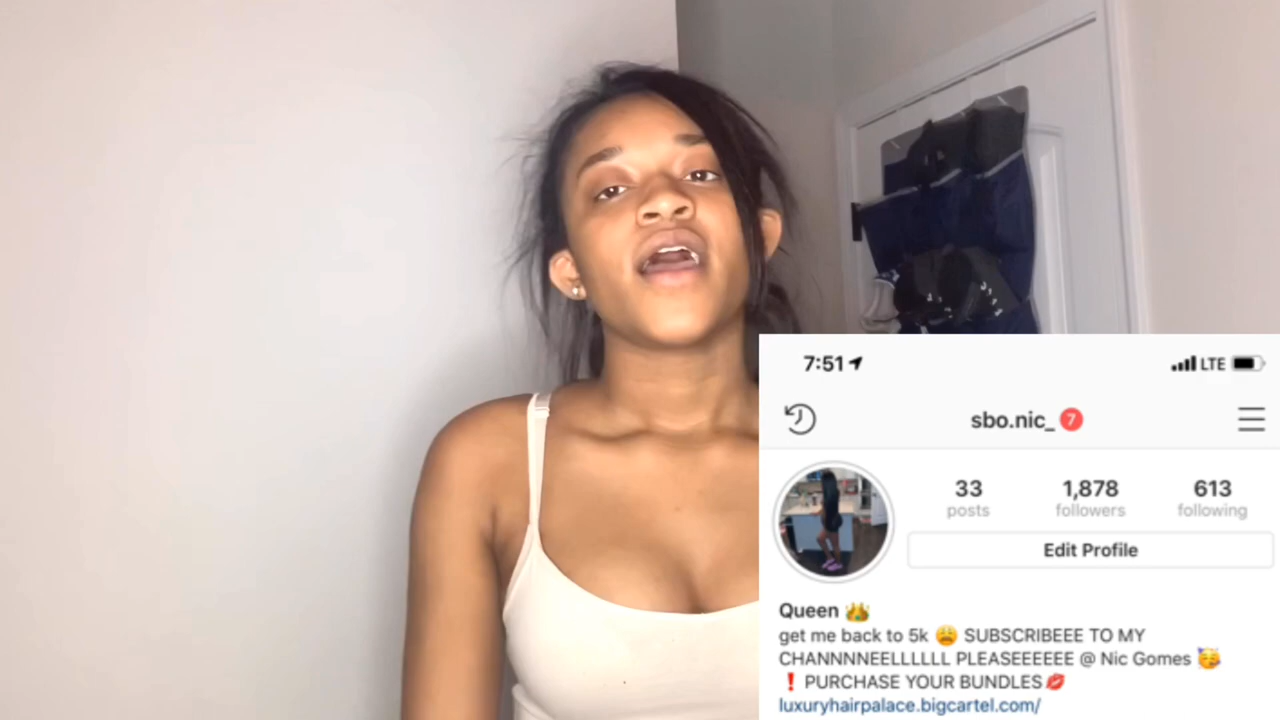 7:51 LTE
sbo.nic_ 7
33 1,878 613
posts followers following
Edit Profile
Queen 👑
get me back to 5k 😩 SUBSCRIBEEE TO MY
CHANNNNEELLLLLL PLEASEEEEEE @ Nic Gomes 🥳
❗️ PURCHASE YOUR BUNDLES💋
luxuryhairpalace.bigcartel.com/